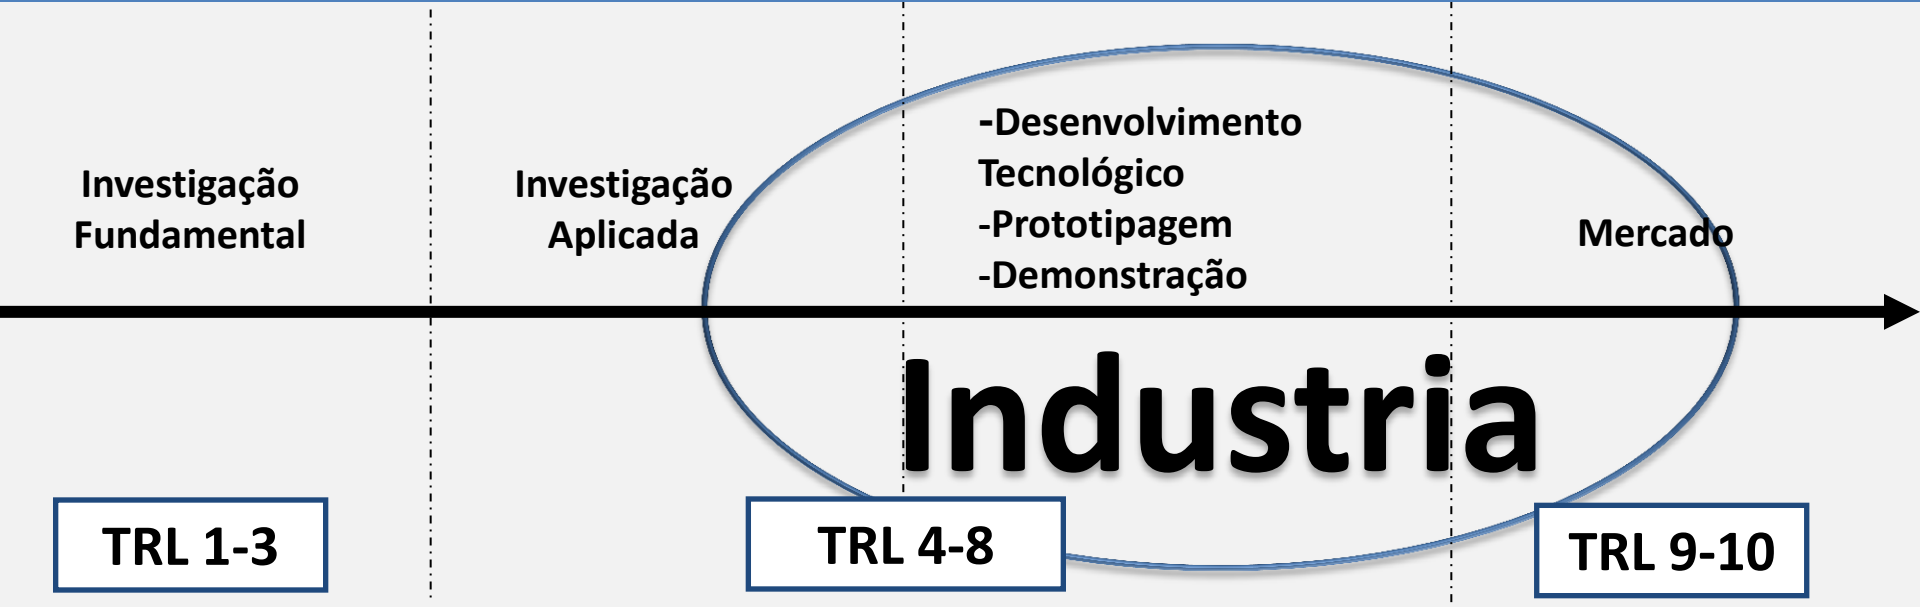 Investigação
Fundamental
Investigação
Aplicada
-Desenvolvimento
Tecnológico
-Prototipagem
-Demonstração
Mercado
Industria
TRL 1-3
TRL 4-8
TRL 9-10